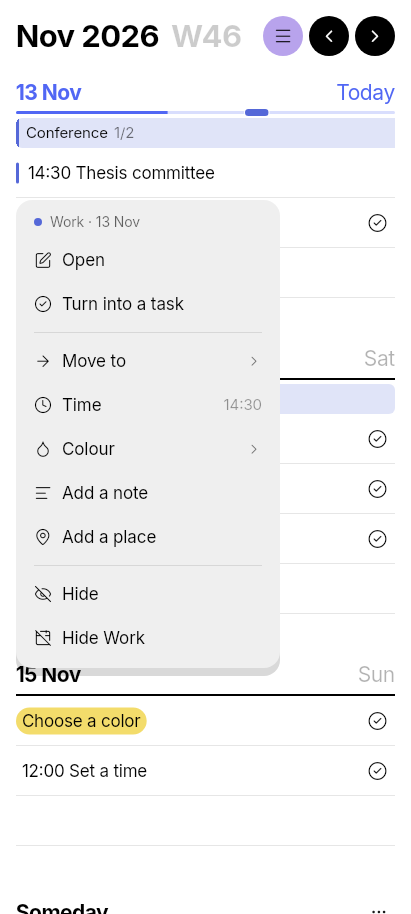 Nov 2026 W46
13 Nov Today
Conference 1/2
14:30 Thesis committee
Work · 13 Nov
Open
Turn into a task
Sat
Move to
Time 14:30
Colour
Add a note
Add a place
Hide
Hide Work
15 Nov Sun
Choose a color
12:00 Set a time
Someday